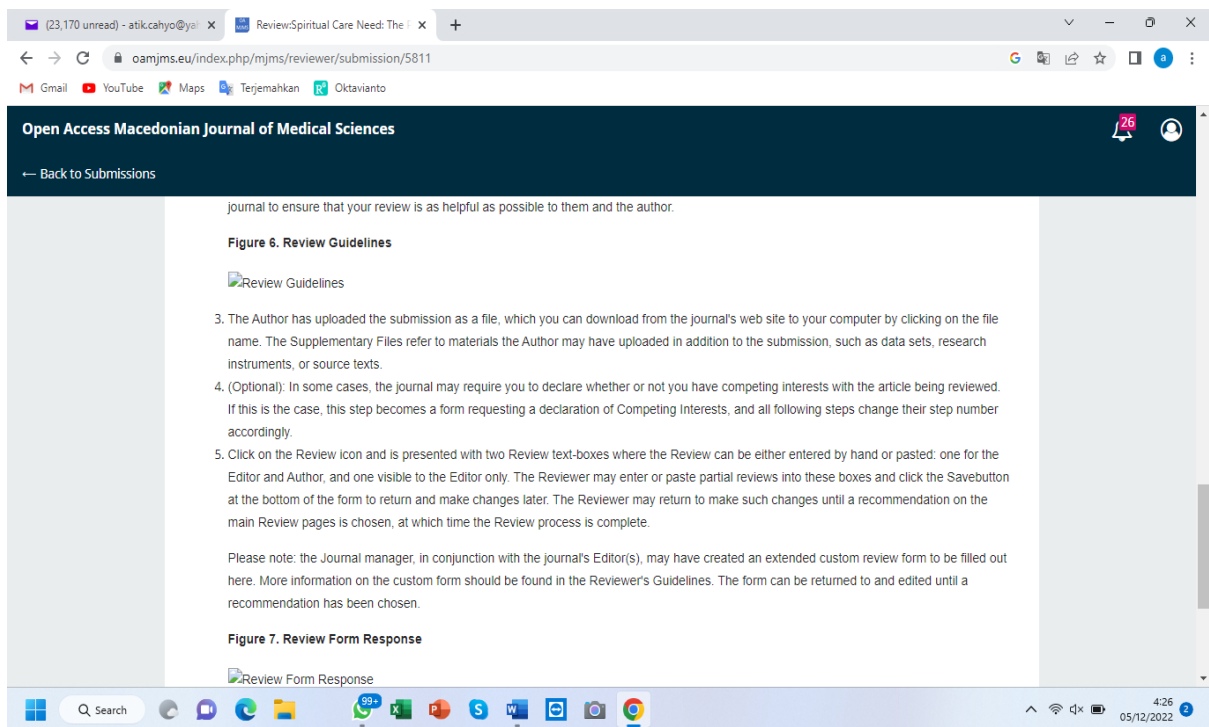 (23,170 unread) - atik.cahyo@yah
Review:Spiritual Care Need: The
oamjms.eu/index.php/mjms/reviewer/submission/5811
Gmail YouTube Maps Terjemahkan Oktavianto
Open Access Macedonian Journal of Medical Sciences
26
← Back to Submissions
journal to ensure that your review is as helpful as possible to them and the author.
Figure 6. Review Guidelines
Review Guidelines
3. The Author has uploaded the submission as a file, which you can download from the journal's web site to your computer by clicking on the file
name. The Supplementary Files refer to materials the Author may have uploaded in addition to the submission, such as data sets, research
instruments, or source texts.
4. (Optional): In some cases, the journal may require you to declare whether or not you have competing interests with the article being reviewed.
If this is the case, this step becomes a form requesting a declaration of Competing Interests, and all following steps change their step number
accordingly.
5. Click on the Review icon and is presented with two Review text-boxes where the Review can be either entered by hand or pasted: one for the
Editor and Author, and one visible to the Editor only. The Reviewer may enter or paste partial reviews into these boxes and click the Savebutton
at the bottom of the form to return and make changes later. The Reviewer may return to make such changes until a recommendation on the
main Review pages is chosen, at which time the Review process is complete.
Please note: the Journal manager, in conjunction with the journal's Editor(s), may have created an extended custom review form to be filled out
here. More information on the custom form should be found in the Reviewer's Guidelines. The form can be returned to and edited until a
recommendation has been chosen.
Figure 7. Review Form Response
Review Form Response
Search
99+
4:26
05/12/2022
2